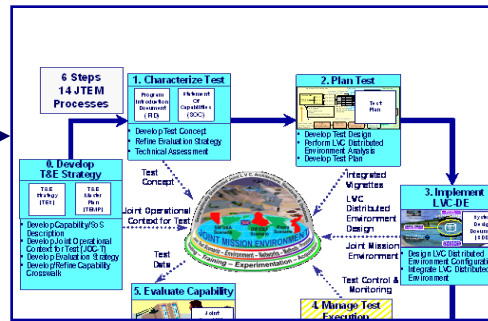 6 Steps
14 JTEM
Processes
1. Characterize Test
Program
Introduction
Document
(PID)
Statement
Of
Capabilities
(SOC)
• Develop Test Concept
• Refine Evaluation Strategy
• Technical Assessment
2. Plan Test
Test
Plan
• Develop Test Design
• Perform LVC Distributed
Environment Analysis
• Develop Test Plan
0. Develop
T&E Strategy
T&E
Strategy
(TES)
T&E
Master
Plan
(TEMP)
• Develop Capability/SoS
Description
• Develop Joint Operational
Context for Test (JOC-T)
• Develop Evaluation Strategy
• Develop/Refine Capability
Crosswalk
Test
Concept
Joint Operational
Context for Test
Test
Data
JOINT MISSION ENVIRONMENT
Training - Experimentation -
Integrated
Vignettes
LVC
Distributed
Environment
Design
Joint Mission
Environment
Test Control &
Monitoring
3. Implement
LVC-DE
Design LVC Distributed
Environment Configuration
• Integrate LVC Distributed
Environment
5. Evaluate Capability
Joint
4. Manage Test
Execution